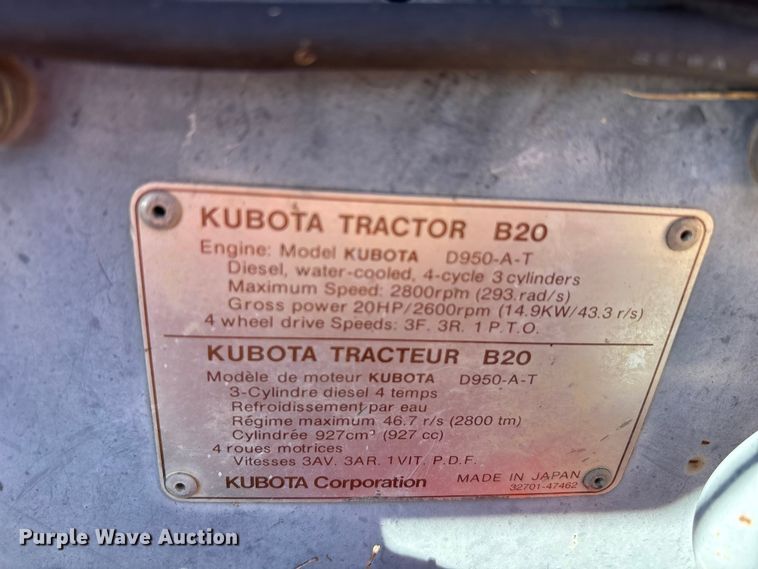 KUBOTA TRACTOR B20
Engine: Model KUBOTA D950-A-T
Diesel, water-cooled, 4-cycle 3 cylinders
Maximum Speed: 2800rpm (293.rad/s)
Gross power 20HP/2600rpm (14.9KW/43.3 r/s)
4 wheel drive Speeds: 3F. 3R. 1 P.T.O.
KUBOTA TRACTEUR B20
Modèle de moteur KUBOTA D950-A-T
3-Cylindre diesel 4 temps
Refroidissement par eau
Régime maximum 46.7 r/s (2800 tm)
Cylindrée 927cm³ (927 cc)
4 roues motrices
Vitesses 3AV. 3AR. 1VIT. P.D.F.
KUBOTA Corporation MADE IN JAPAN
32701-47462
Purple Wave Auction